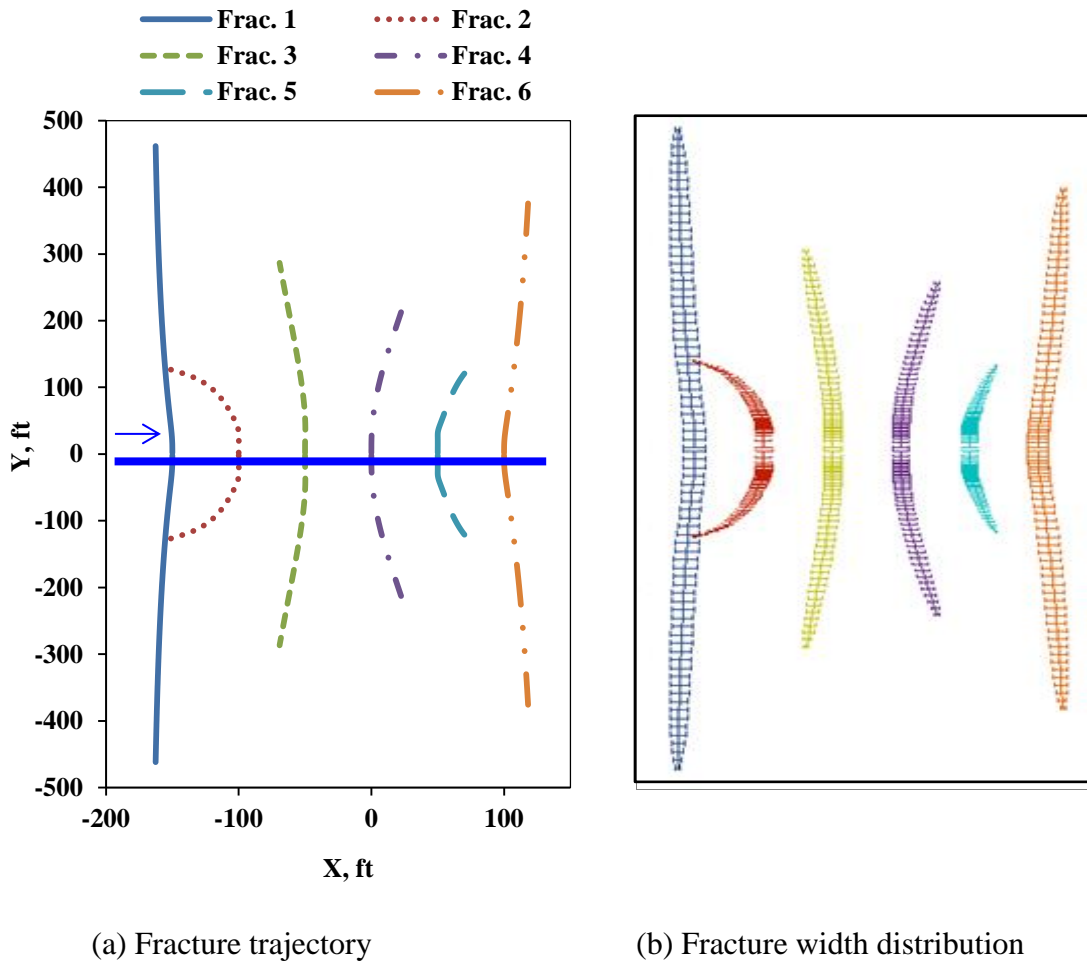 Frac. 1 Frac. 2
Frac. 3 Frac. 4
Frac. 5 Frac. 6
500
400
300
200
100
0
-100
-200
-300
-400
-500
Y, ft
-200 -100 0 100
X, ft
(a) Fracture trajectory (b) Fracture width distribution